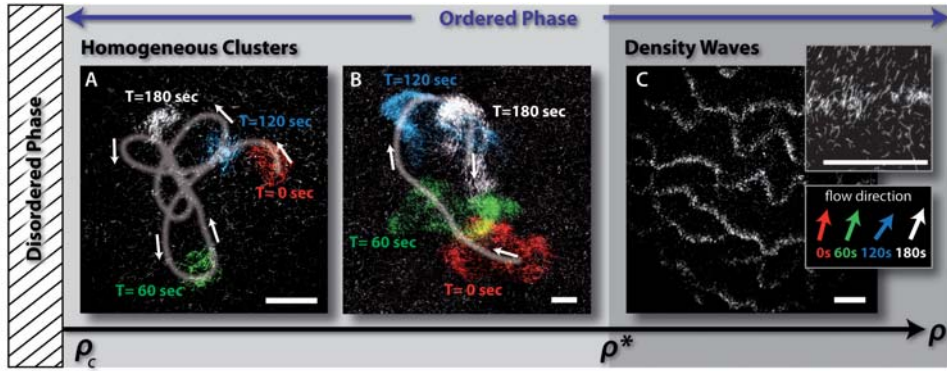 Ordered Phase
Disordered Phase
Homogeneous Clusters
Density Waves
A
T=180 sec
T=120 sec
T= 0 sec
T= 60 sec
B
T=120 sec
T=180 sec
T= 60 sec
T= 0 sec
C
flow direction
0s 60s 120s 180s
ρc
ρ*
ρ